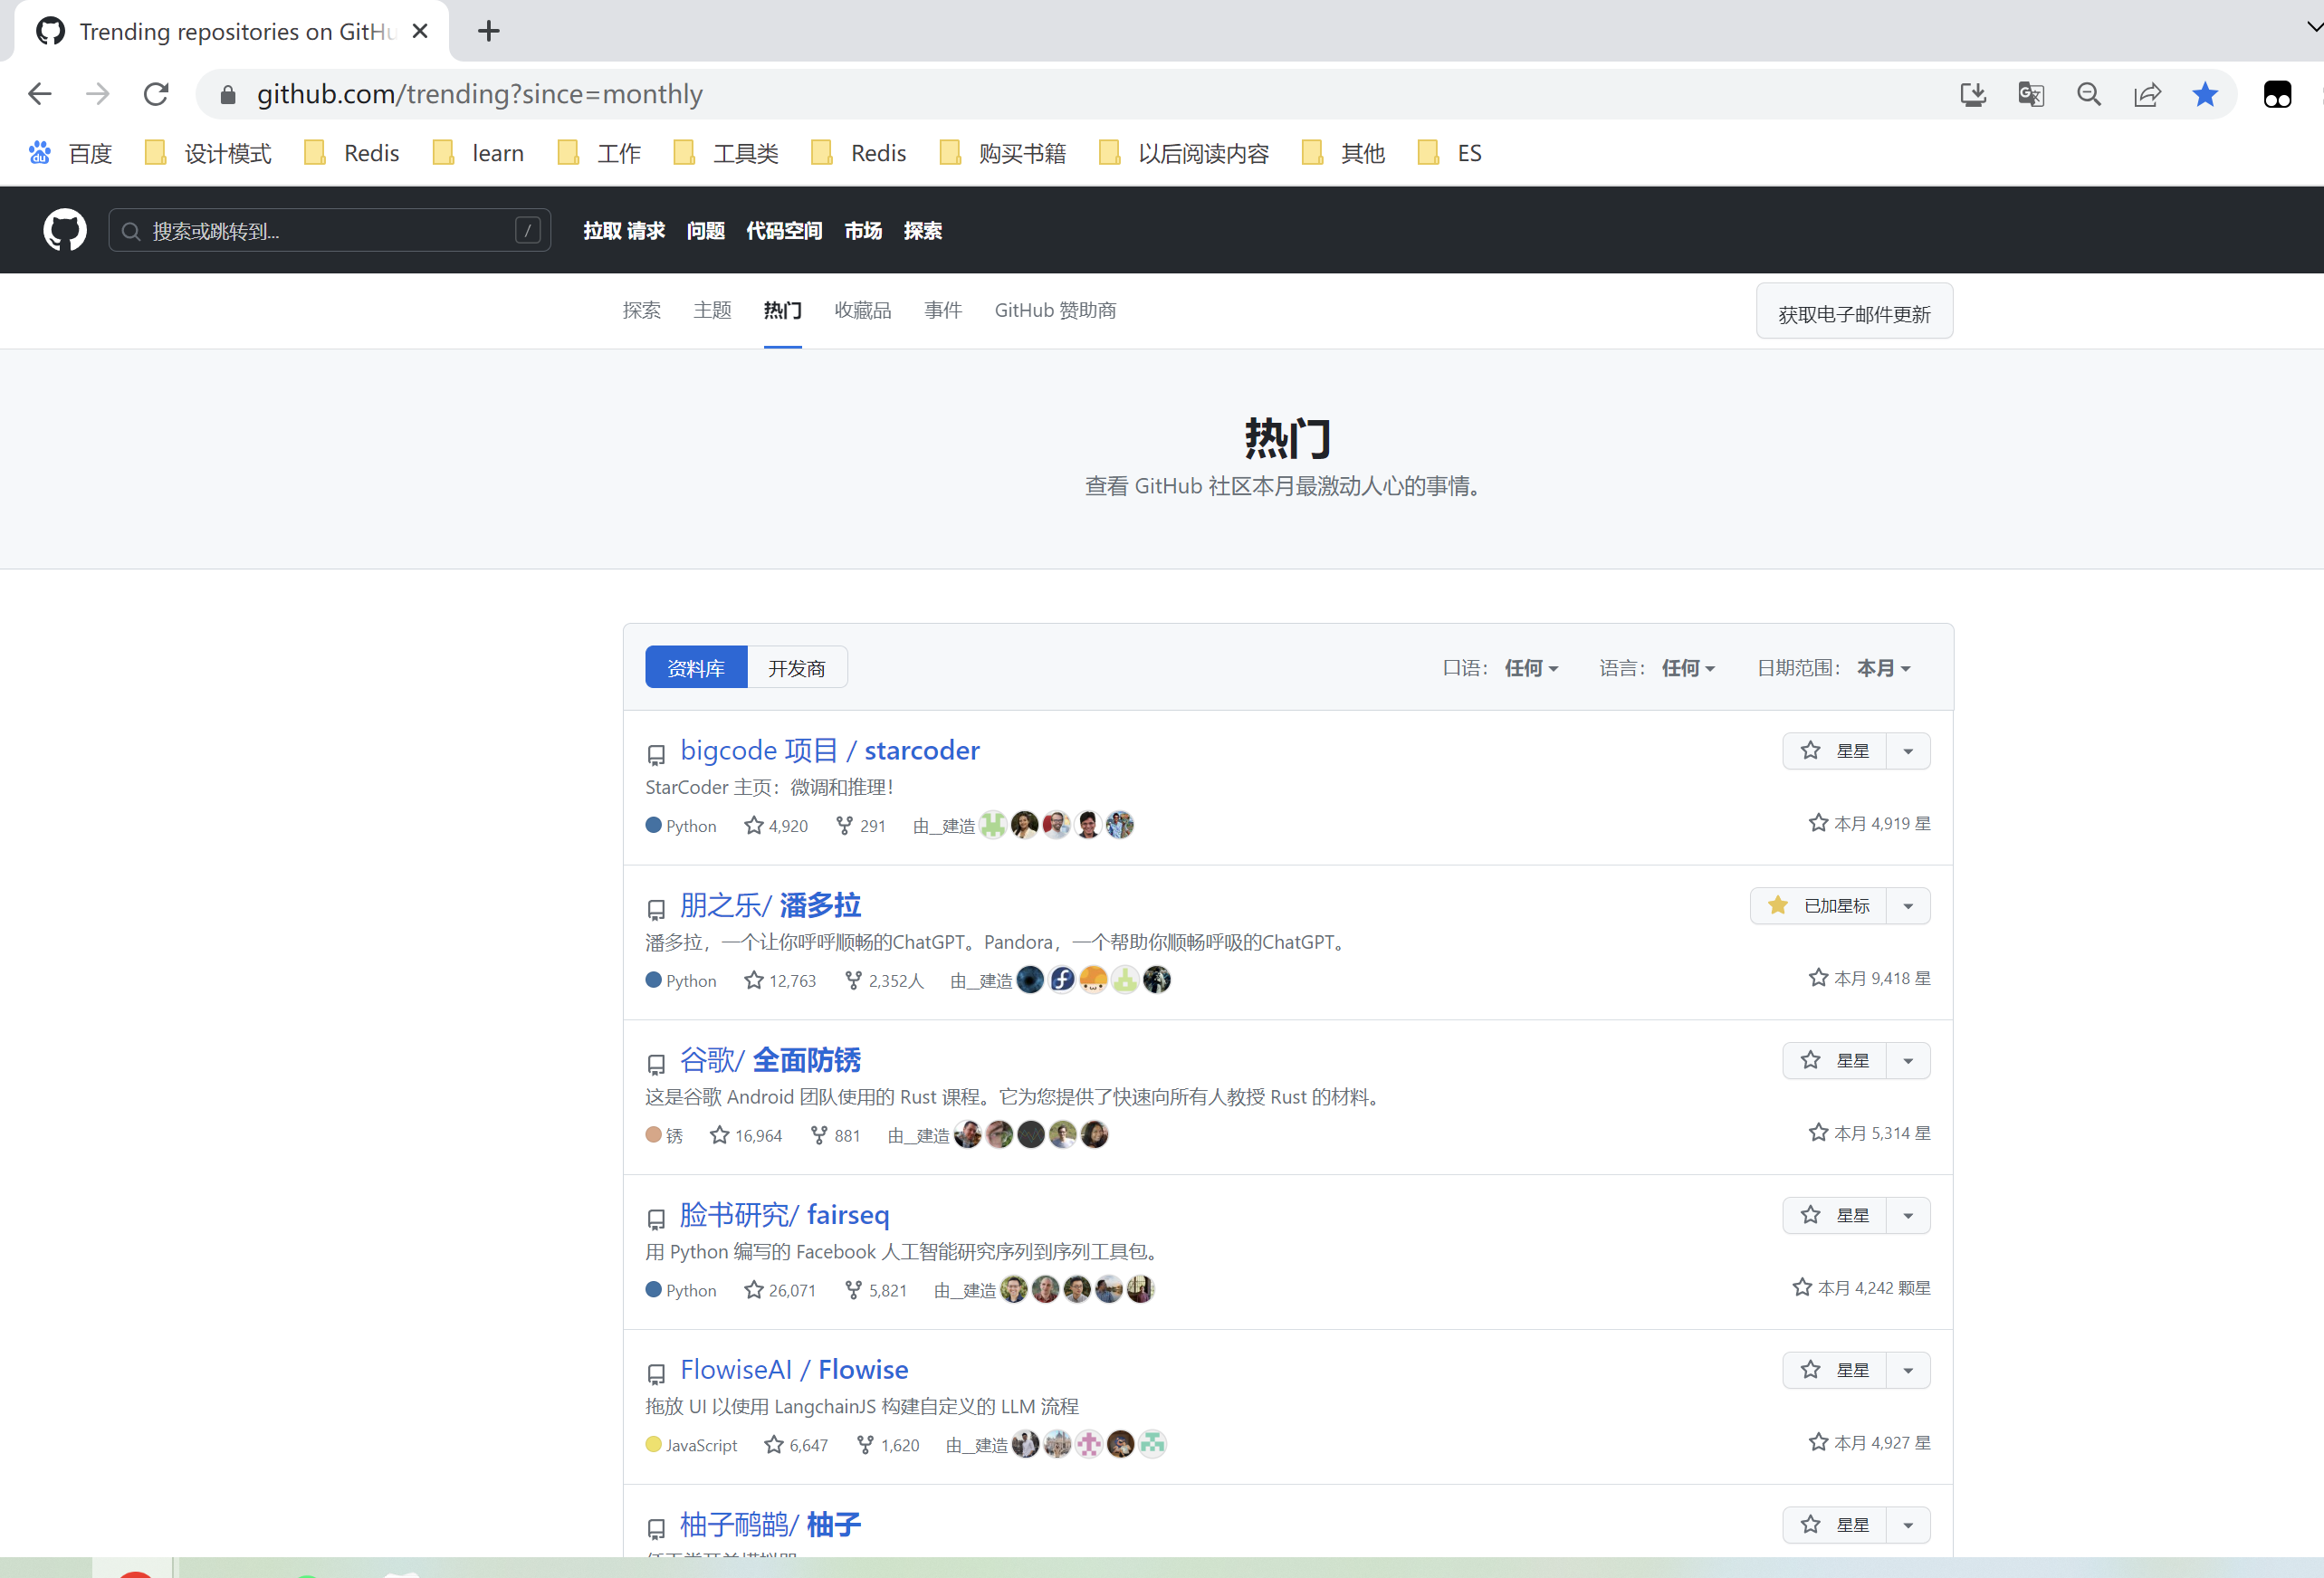 Trending repositories on GitHu
github.com/trending?since=monthly
百度 设计模式 Redis learn 工作 工具类 Redis 购买书籍 以后阅读内容 其他 ES
搜索或跳转到... / 拉取 请求 问题 代码空间 市场 探索
探索 主题 热门 收藏品 事件 GitHub 赞助商 获取电子邮件更新
热门
查看 GitHub 社区本月最激动人心的事情。
资料库 开发商 口语： 任何 语言： 任何 日期范围： 本月
bigcode 项目 / starcoder 星星
StarCoder 主页：微调和推理！
Python 4,920 291 由__建造 本月 4,919 星
朋之乐/ 潘多拉 已加星标
潘多拉，一个让你呼呼顺畅的ChatGPT。Pandora，一个帮助你顺畅呼吸的ChatGPT。
Python 12,763 2,352人 由__建造 本月 9,418 星
谷歌/ 全面防锈 星星
这是谷歌 Android 团队使用的 Rust 课程。它为您提供了快速向所有人教授 Rust 的材料。
锈 16,964 881 由__建造 本月 5,314 星
脸书研究/ fairseq 星星
用 Python 编写的 Facebook 人工智能研究序列到序列工具包。
Python 26,071 5,821 由__建造 本月 4,242 颗星
FlowiseAI / Flowise 星星
拖放 UI 以使用 LangchainJS 构建自定义的 LLM 流程
JavaScript 6,647 1,620 由__建造 本月 4,927 星
柚子鸸鹋/ 柚子 星星